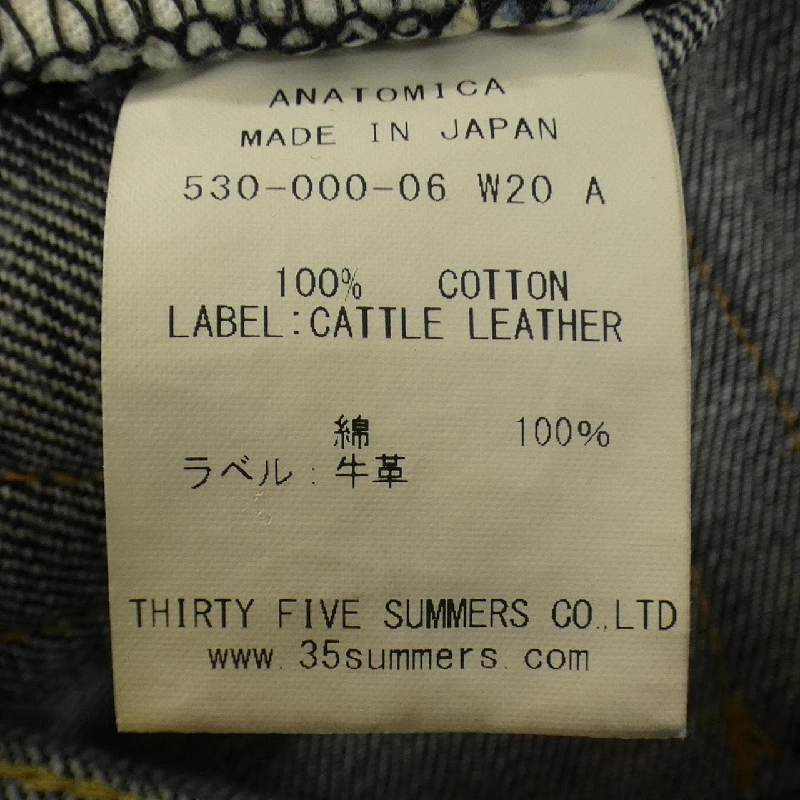 ANATOMICA
MADE IN JAPAN
530-000-06 W20 A
100% COTTON
LABEL:CATTLE LEATHER
綿 100%
ラベル:牛革
THIRTY FIVE SUMMERS CO.,LTD
www.35summers.com